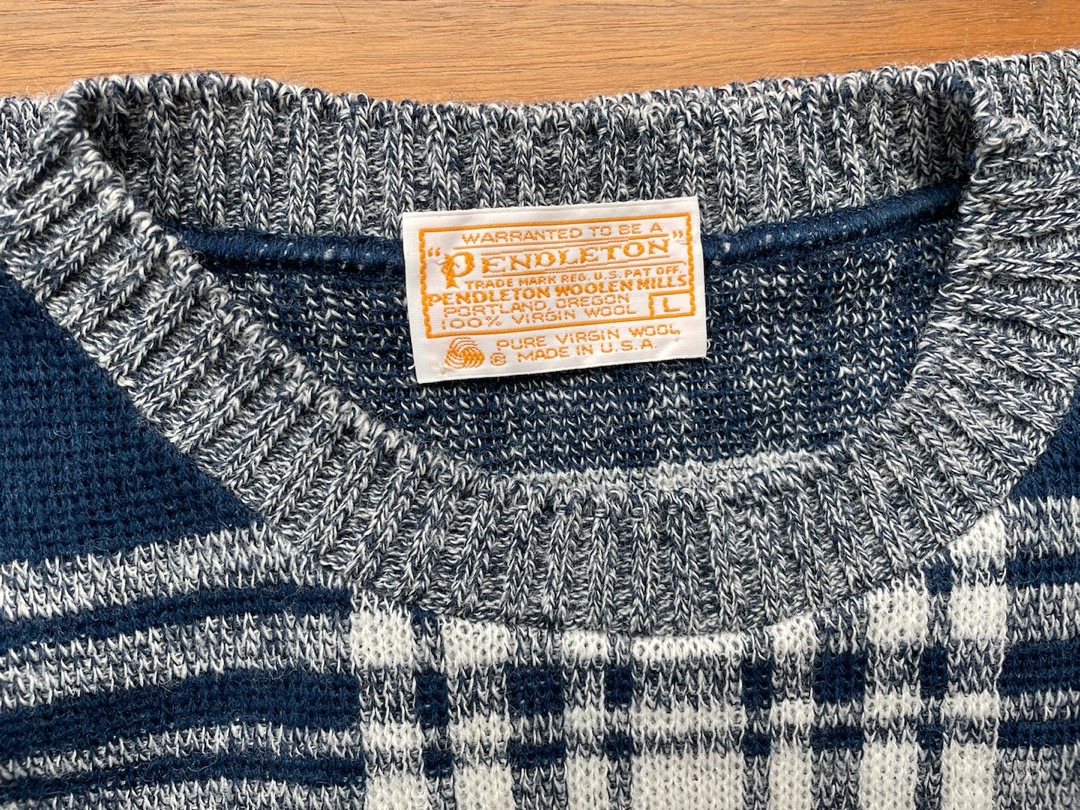 WARRANTED TO BE A
"PENDLETON"
TRADE MARK REG. U.S. PAT OFF.
PENDLETON WOOLEN MILLS
PORTLAND, OREGON
100% VIRGIN WOOL L
PURE VIRGIN WOOL
® MADE IN U.S.A.